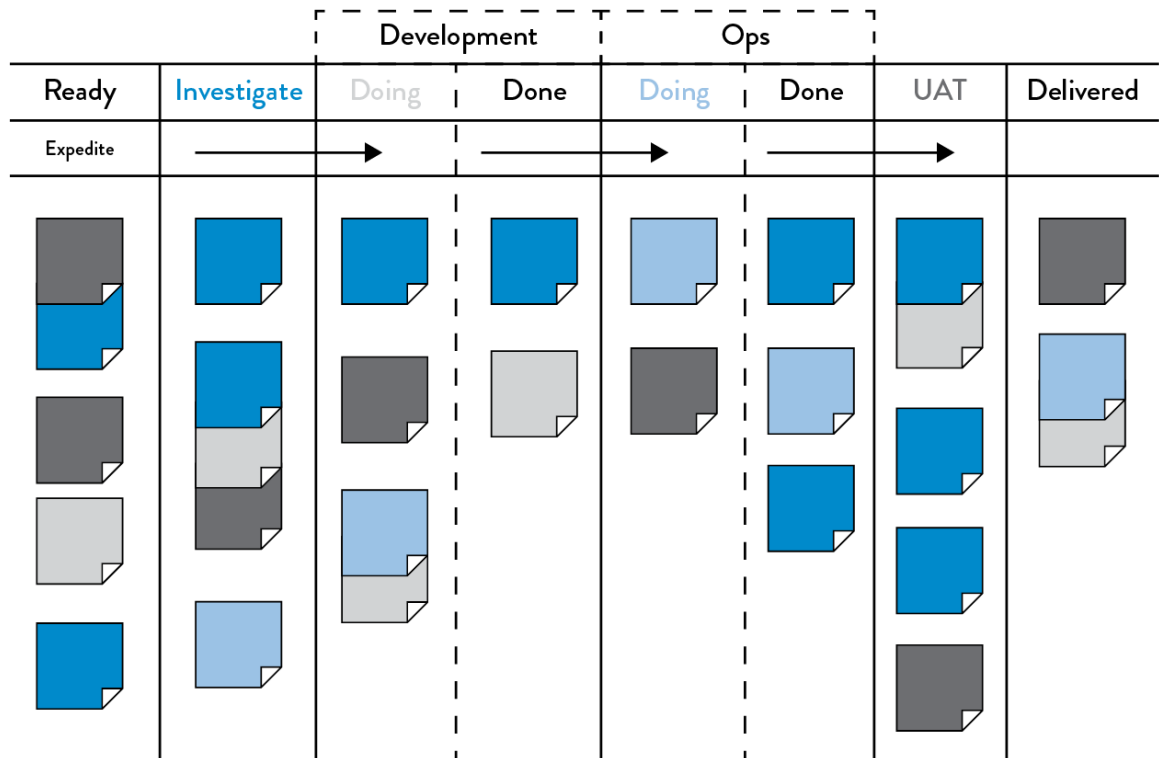 Development Ops
Ready Investigate Doing Done Doing Done UAT Delivered
Expedite